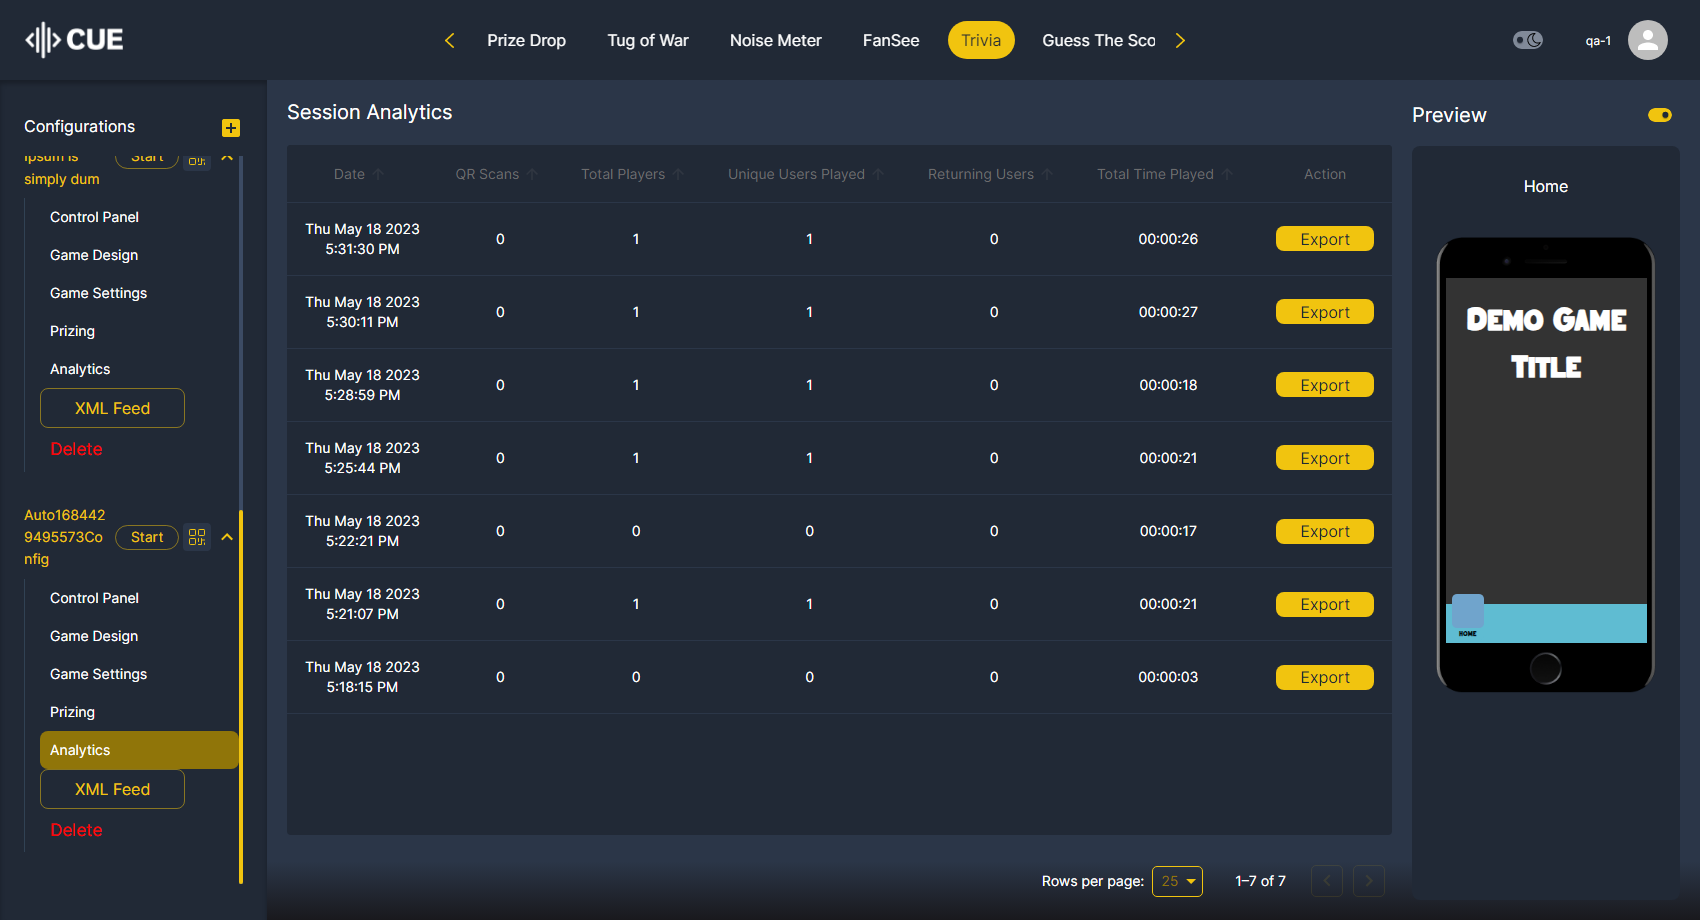 CUE
Prize Drop
Tug of War
Noise Meter
FanSee
Trivia
Guess The Sco
qa-1
Configurations
Ipsum is
simply dum
Start
Control Panel
Game Design
Game Settings
Prizing
Analytics
XML Feed
Delete
Auto168442
9495573Co
nfig
Start
Control Panel
Game Design
Game Settings
Prizing
Analytics
XML Feed
Delete
Session Analytics
Date QR Scans Total Players Unique Users Played Returning Users Total Time Played Action
Thu May 18 2023
5:31:30 PM 0 1 1 0 00:00:26 Export
Thu May 18 2023
5:30:11 PM 0 1 1 0 00:00:27 Export
Thu May 18 2023
5:28:59 PM 0 1 1 0 00:00:18 Export
Thu May 18 2023
5:25:44 PM 0 1 1 0 00:00:21 Export
Thu May 18 2023
5:22:21 PM 0 0 0 0 00:00:17 Export
Thu May 18 2023
5:21:07 PM 0 1 1 0 00:00:21 Export
Thu May 18 2023
5:18:15 PM 0 0 0 0 00:00:03 Export
Rows per page: 25 1–7 of 7
Preview
Home
Demo Game
Title
HOME